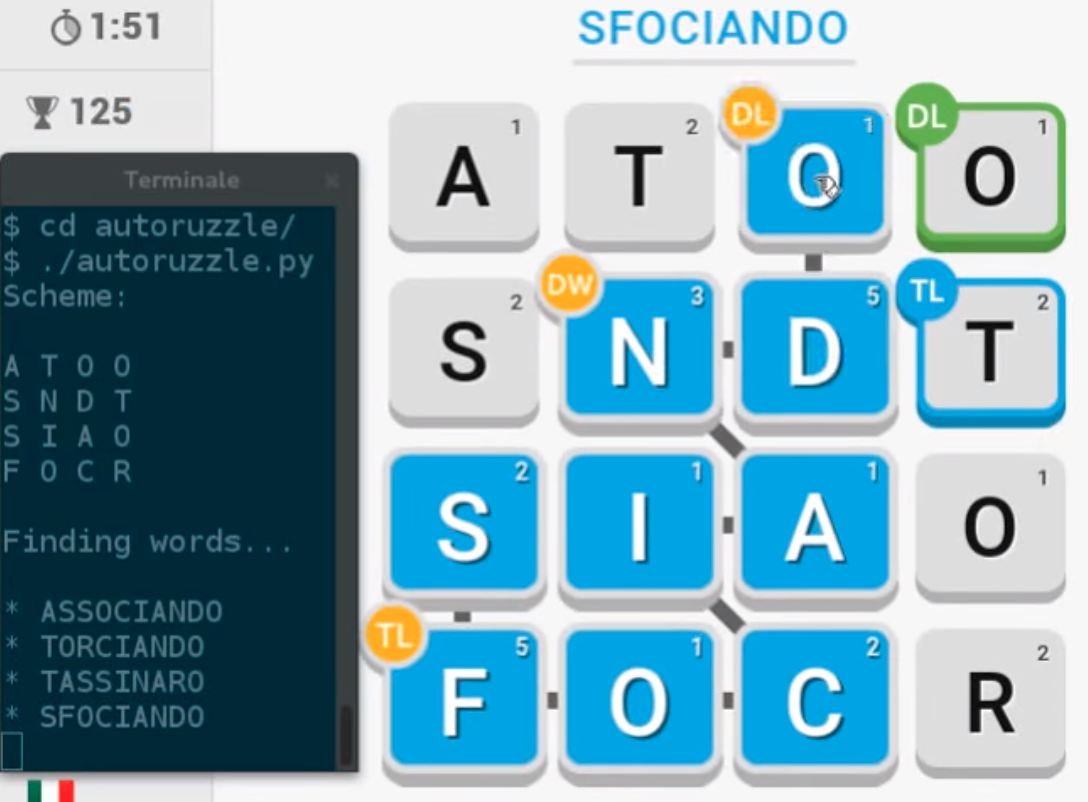 1:51
125
SFOCIANDO
Terminale ×
$ cd autoruzzle/
$ ./autoruzzle.py
Scheme:
A T O O
S N D T
S I A O
F O C R
Finding words...
* ASSOCIANDO
* TORCIANDO
* TASSINARO
* SFOCIANDO
A 1 T 2 DL O 1 DL O 1
S 2 DW N 3 D 5 TL T 2
S 2 I 1 A 1 O 1
TL F 5 O 1 C 2 R 2